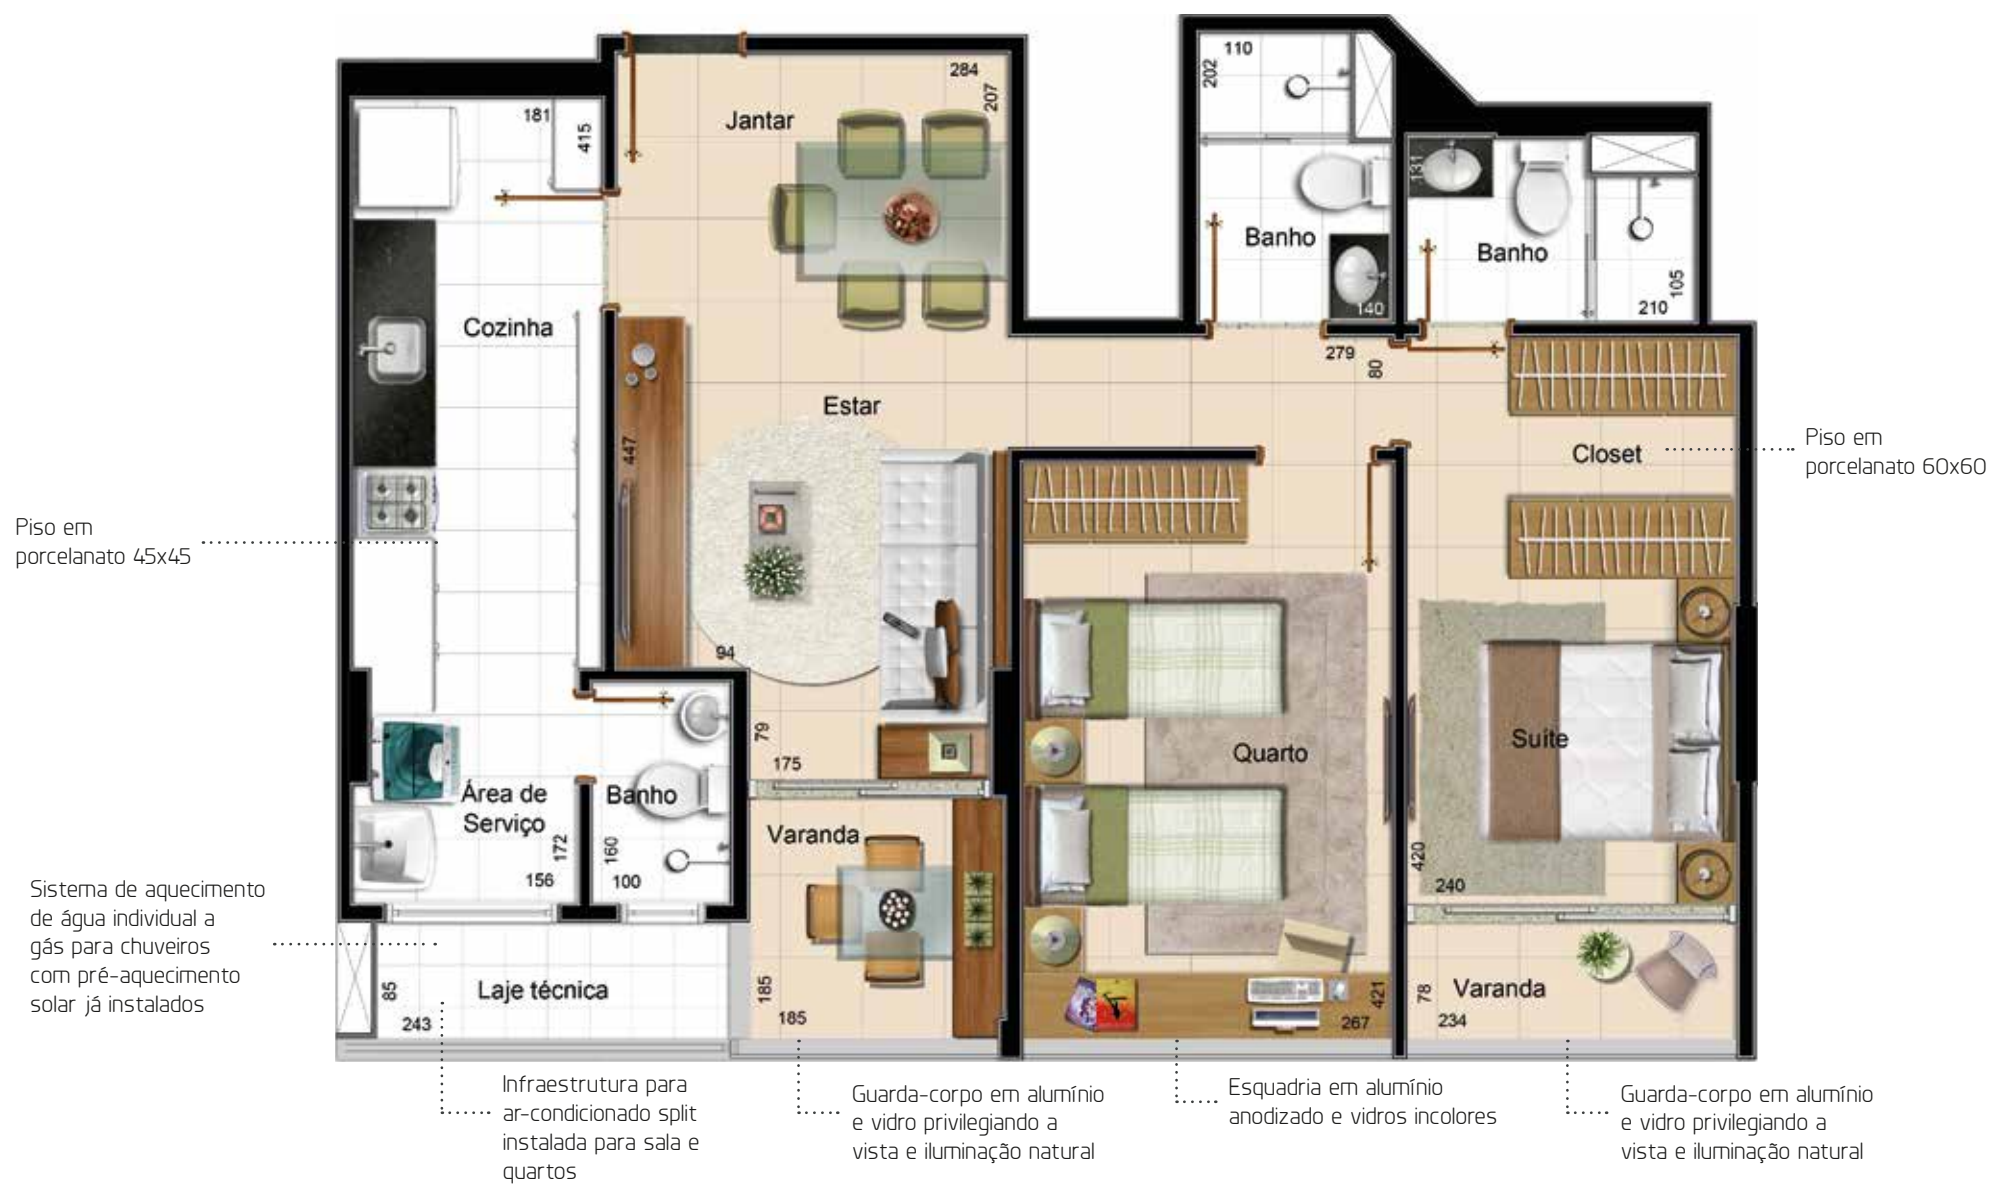 110
202
284
207
Jantar
181
415
131
Banho
Banho
105
210
140
Cozinha
279
80
Estar
447
Closet
Piso em
porcelanato 60x60
Piso em
porcelanato 45x45
94
79
175
Quarto
Suíte
Área de
Serviço
Banho
172
156
160
100
Varanda
420
240
Sistema de aquecimento
de água individual a
gás para chuveiros
com pré-aquecimento
solar já instalados
Laje técnica
85
243
185
185
421
267
Varanda
78
234
Infraestrutura para
ar-condicionado split
instalada para sala e
quartos
Guarda-corpo em alumínio
e vidro privilegiando a
vista e iluminação natural
Esquadria em alumínio
anodizado e vidros incolores
Guarda-corpo em alumínio
e vidro privilegiando a
vista e iluminação natural